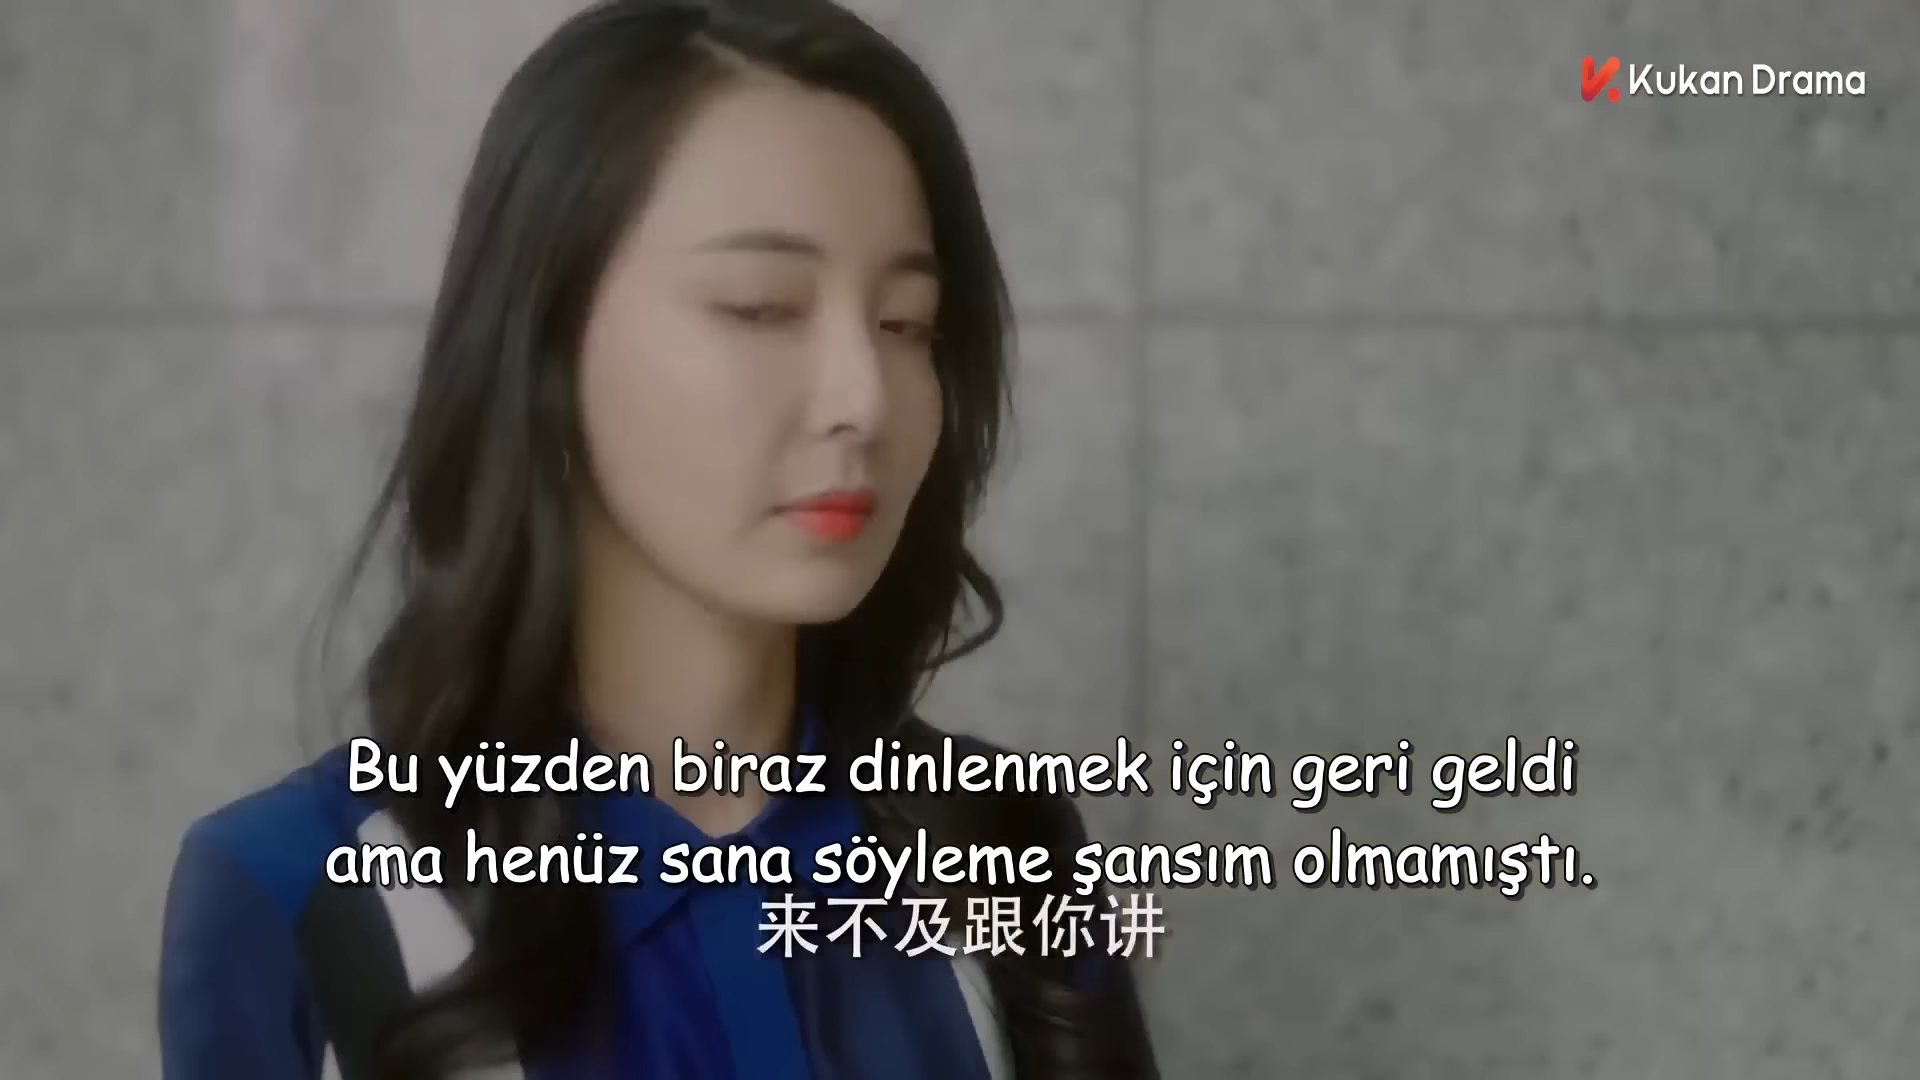 Kukan Drama
Bu yüzden biraz dinlenmek için geri geldi
ama henüz sana söyleme şansım olmamıştı.
来不及跟你讲